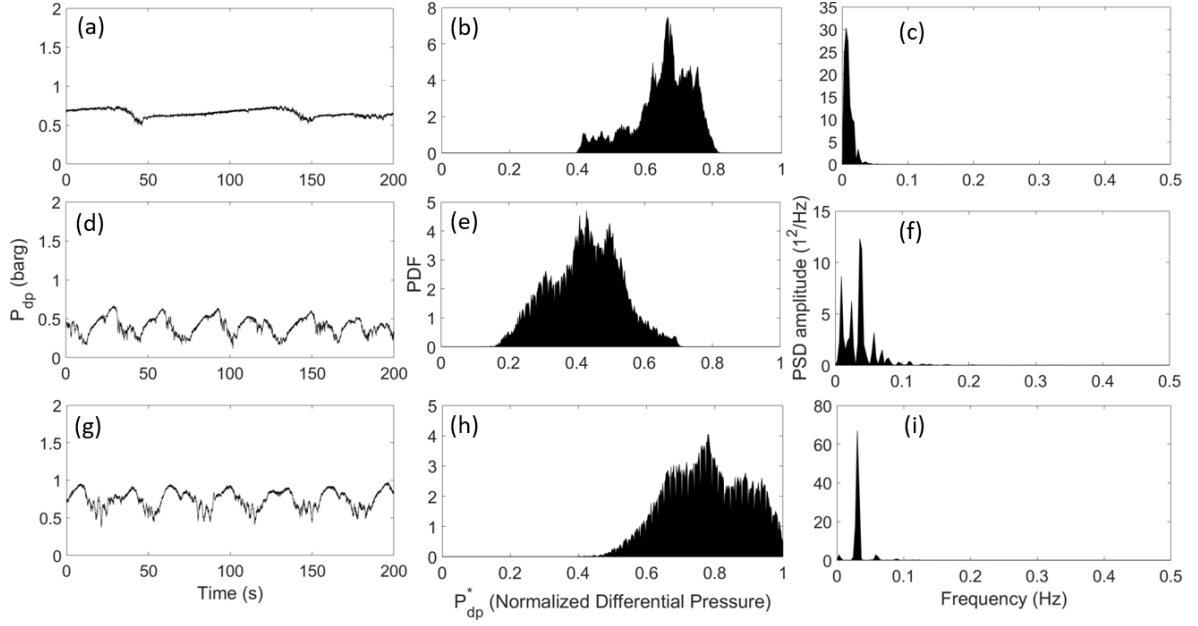 (a)
2
1.5
1
0.5
0
0 50 100 150 200
(b)
8
6
4
2
0
0 0.2 0.4 0.6 0.8 1
(c)
35
30
25
20
15
10
5
0
0 0.1 0.2 0.3 0.4 0.5
(d)
2
1.5
1
0.5
0
0 50 100 150 200
P_dp (barg)
(e)
5
4
3
2
1
0
0 0.2 0.4 0.6 0.8 1
PDF
(f)
15
10
5
0
0 0.1 0.2 0.3 0.4 0.5
PSD amplitude (1^2/Hz)
(g)
2
1.5
1
0.5
0
0 50 100 150 200
Time (s)
(h)
5
4
3
2
1
0
0 0.2 0.4 0.6 0.8 1
P*_dp (Normalized Differential Pressure)
(i)
80
60
40
20
0
0 0.1 0.2 0.3 0.4 0.5
Frequency (Hz)